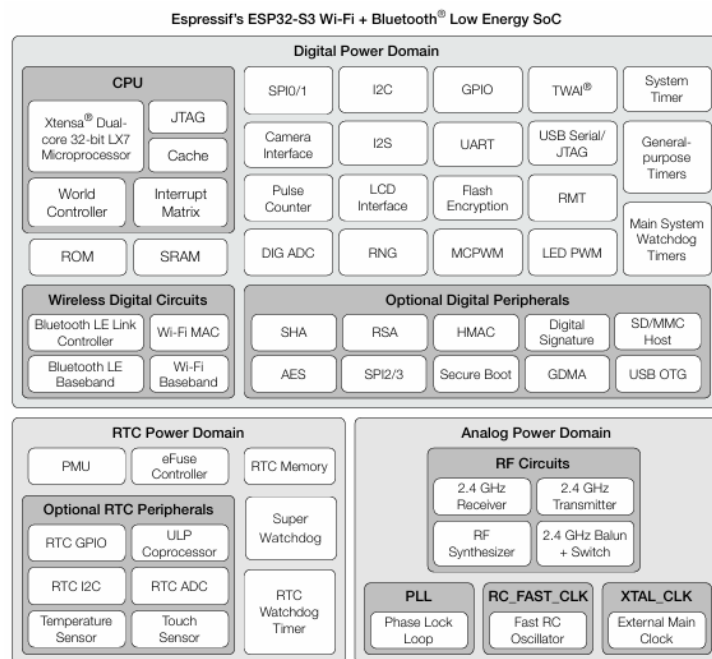 Espressif's ESP32-S3 Wi-Fi + Bluetooth® Low Energy SoC
Digital Power Domain
CPU
Xtensa® Dual-
core 32-bit LX7
Microprocessor
JTAG
Cache
World
Controller
Interrupt
Matrix
ROM
SRAM
SPI0/1
I2C
GPIO
TWAI®
System
Timer
Camera
Interface
I2S
UART
USB Serial/
JTAG
General-
purpose
Timers
Pulse
Counter
LCD
Interface
Flash
Encryption
RMT
Main System
Watchdog
Timers
DIG ADC
RNG
MCPWM
LED PWM
Wireless Digital Circuits
Bluetooth LE Link
Controller
Wi-Fi MAC
Bluetooth LE
Baseband
Wi-Fi
Baseband
Optional Digital Peripherals
SHA
RSA
HMAC
Digital
Signature
SD/MMC
Host
AES
SPI2/3
Secure Boot
GDMA
USB OTG
RTC Power Domain
PMU
eFuse
Controller
RTC Memory
Optional RTC Peripherals
RTC GPIO
ULP
Coprocessor
RTC I2C
RTC ADC
Temperature
Sensor
Touch
Sensor
Super
Watchdog
RTC
Watchdog
Timer
Analog Power Domain
RF Circuits
2.4 GHz
Receiver
2.4 GHz
Transmitter
RF
Synthesizer
2.4 GHz Balun
+ Switch
PLL
Phase Lock
Loop
RC_FAST_CLK
Fast RC
Oscillator
XTAL_CLK
External Main
Clock